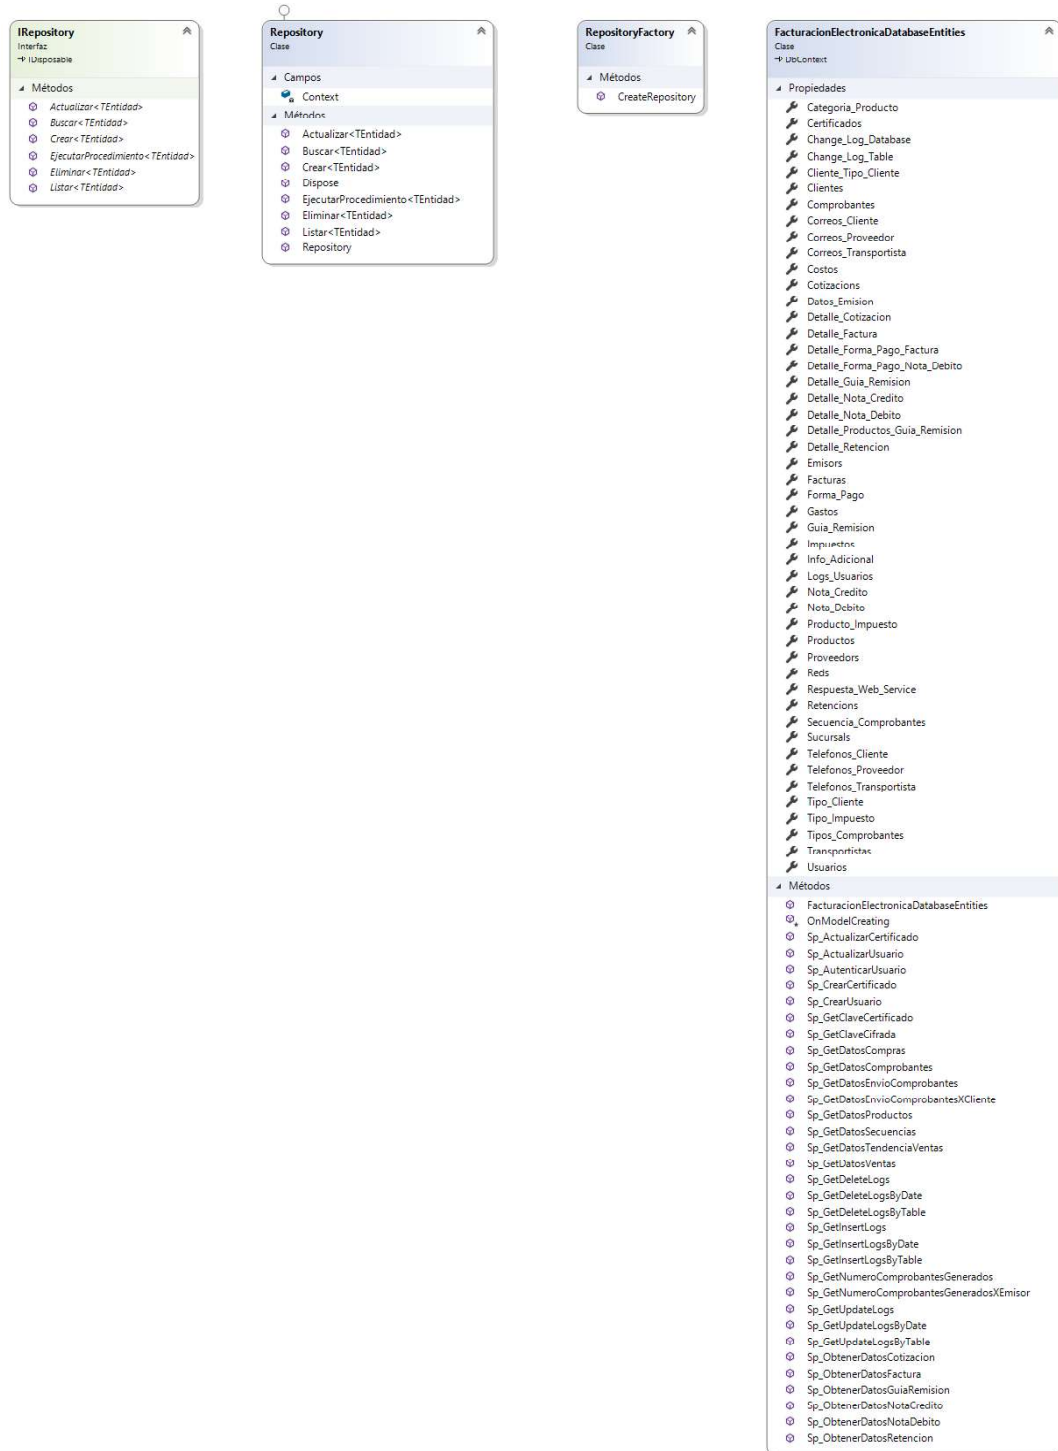 IRepository
Interfaz
IDisposable
Métodos
Actualizar<TEntidad>
Buscar<TEntidad>
Crear<TEntidad>
EjecutarProcedimiento<TEntidad>
Eliminar<TEntidad>
Listar<TEntidad>
Repository
Clase
Campos
Context
Métodos
Actualizar<TEntidad>
Buscar<TEntidad>
Crear<TEntidad>
Dispose
EjecutarProcedimiento<TEntidad>
Eliminar<TEntidad>
Listar<TEntidad>
Repository
RepositoryFactory
Clase
Métodos
CreateRepository
FacturacionElectronicaDatabaseEntities
Clase
DbContext
Propiedades
Categoria_Producto
Certificados
Change_Log_Database
Change_Log_Table
Cliente_Tipo_Cliente
Clientes
Comprobantes
Correos_Cliente
Correos_Proveedor
Correos_Transportista
Costos
Cotizacions
Datos_Emision
Detalle_Cotizacion
Detalle_Factura
Detalle_Forma_Pago_Factura
Detalle_Forma_Pago_Nota_Debito
Detalle_Guia_Remision
Detalle_Nota_Credito
Detalle_Nota_Debito
Detalle_Productos_Guia_Remision
Detalle_Retencion
Emisors
Facturas
Forma_Pago
Gastos
Guia_Remision
Impuestos
Info_Adicional
Logs_Usuarios
Nota_Credito
Nota_Debito
Producto_Impuesto
Productos
Proveedors
Reds
Respuesta_Web_Service
Retencions
Secuencia_Comprobantes
Sucursals
Telefonos_Cliente
Telefonos_Proveedor
Telefonos_Transportista
Tipo_Cliente
Tipo_Impuesto
Tipos_Comprobantes
Transportistas
Usuarios
Métodos
FacturacionElectronicaDatabaseEntities
OnModelCreating
Sp_ActualizarCertificado
Sp_ActualizarUsuario
Sp_AutenticarUsuario
Sp_CrearCertificado
Sp_CrearUsuario
Sp_GetClaveCertificado
Sp_GetClaveCifrada
Sp_GetDatosCompras
Sp_GetDatosComprobantes
Sp_GetDatosEnvioComprobantes
Sp_GetDatosEnvioComprobantesXCliente
Sp_GetDatosProductos
Sp_GetDatosSecuencias
Sp_GetDatosTendenciaVentas
Sp_GetDatosVentas
Sp_GetDeleteLogs
Sp_GetDeleteLogsByDate
Sp_GetDeleteLogsByTable
Sp_GetInsertLogs
Sp_GetInsertLogsByDate
Sp_GetInsertLogsByTable
Sp_GetNumeroComprobantesGenerados
Sp_GetNumeroComprobantesGeneradosXEmisor
Sp_GetUpdateLogs
Sp_GetUpdateLogsByDate
Sp_GetUpdateLogsByTable
Sp_ObtenerDatosCotizacion
Sp_ObtenerDatosFactura
Sp_ObtenerDatosGuiaRemision
Sp_ObtenerDatosNotaCredito
Sp_ObtenerDatosNotaDebito
Sp_ObtenerDatosRetencion